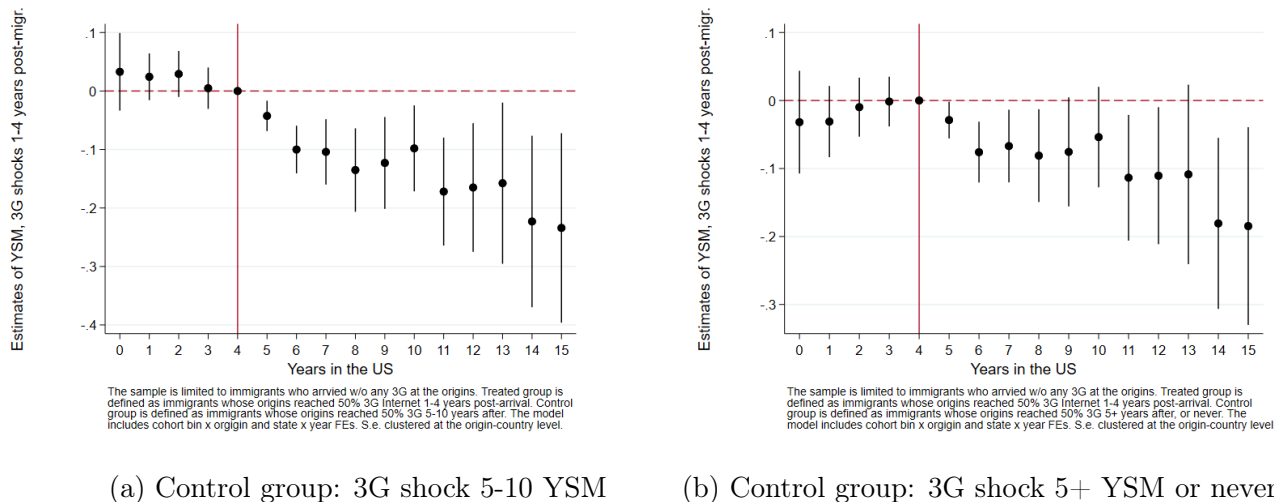 Estimates of YSM, 3G shocks 1-4 years post-migr.
.1
0
-.1
-.2
-.3
-.4
0 1 2 3 4 5 6 7 8 9 10 11 12 13 14 15
Years in the US
The sample is limited to immigrants who arrvied w/o any 3G at the origins. Treated group is
defined as immigrants whose origins reached 50% 3G Internet 1-4 years post-arrival. Control
group is defined as immigrants whose origins reached 50% 3G 5-10 years after. The model
includes cohort bin x orgigin and state x year FEs. S.e. clustered at the origin-country level.
(a) Control group: 3G shock 5-10 YSM
Estimates of YSM, 3G shocks 1-4 years post-migr.
.1
0
-.1
-.2
-.3
0 1 2 3 4 5 6 7 8 9 10 11 12 13 14 15
Years in the US
The sample is limited to immigrants who arrvied w/o any 3G at the origins. Treated group is
defined as immigrants whose origins reached 50% 3G Internet 1-4 years post-arrival. Control
group is defined as immigrants whose origins reached 50% 3G 5+ years after, or never. The
model includes cohort bin x orgigin and state x year FEs. S.e. clustered at the origin-country level
(b) Control group: 3G shock 5+ YSM or never